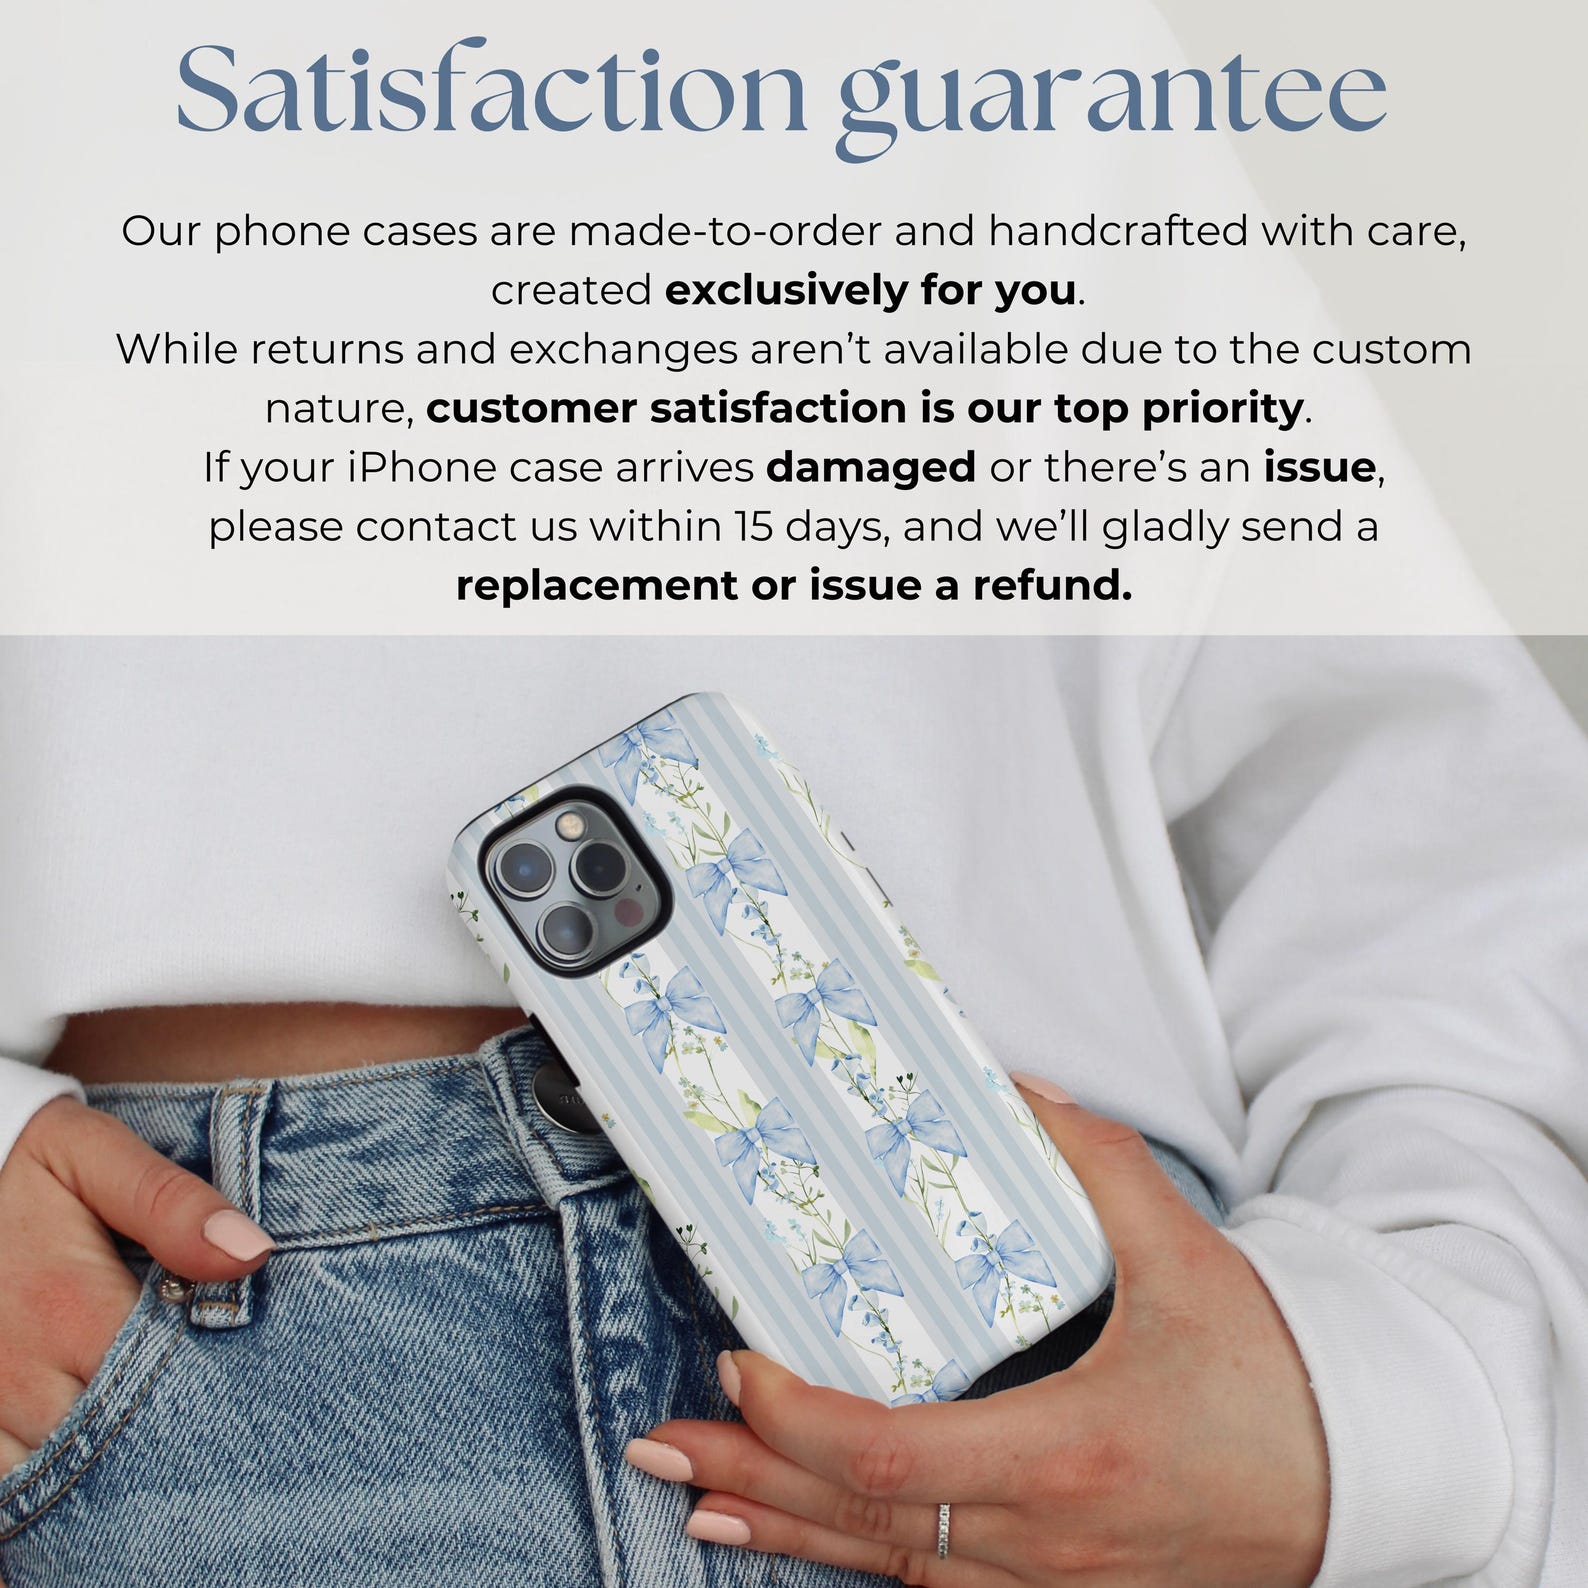 Satisfaction guarantee
Our phone cases are made-to-order and handcrafted with care,
created exclusively for you.
While returns and exchanges aren’t available due to the custom
nature, customer satisfaction is our top priority.
If your iPhone case arrives damaged or there’s an issue,
please contact us within 15 days, and we’ll gladly send a
replacement or issue a refund.